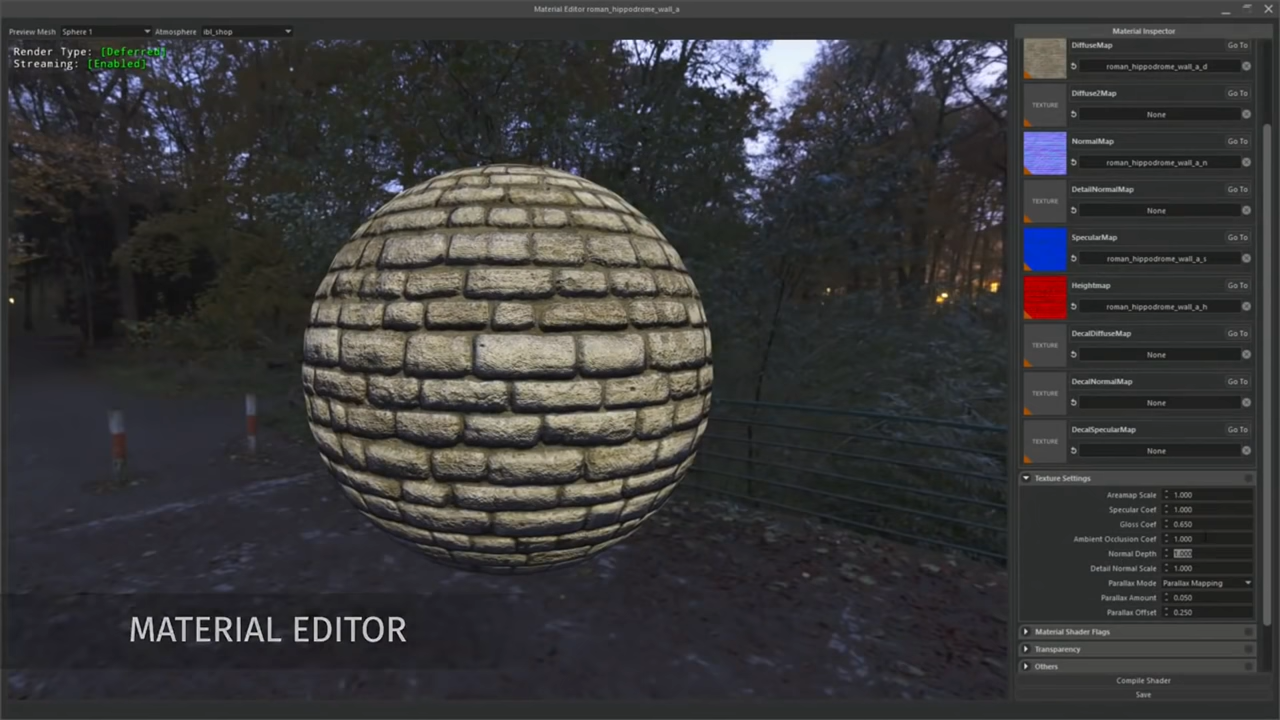 Material Editor roman_hippodrome_wall_a
Preview Mesh Sphere 1 Atmosphere ibl_shop
Render Type: [Deferred]
Streaming: [Enabled]
MATERIAL EDITOR
Material Inspector
DiffuseMap Go To
roman_hippodrome_wall_a_d
Diffuse2Map Go To
TEXTURE
None
NormalMap Go To
roman_hippodrome_wall_a_n
DetailNormalMap Go To
TEXTURE
None
SpecularMap Go To
roman_hippodrome_wall_a_s
Heightmap Go To
roman_hippodrome_wall_a_h
DecalDiffuseMap Go To
TEXTURE
None
DecalNormalMap Go To
TEXTURE
None
DecalSpecularMap Go To
TEXTURE
None
Texture Settings
Areamap Scale 1.000
Specular Coef 1.000
Gloss Coef 0.650
Ambient Occlusion Coef 1.000
Normal Depth 1.000
Detail Normal Scale 1.000
Parallax Mode Parallax Mapping
Parallax Amount 0.050
Parallax Offset 0.250
Material Shader Flags
Transparency
Others
Compile Shader
Save